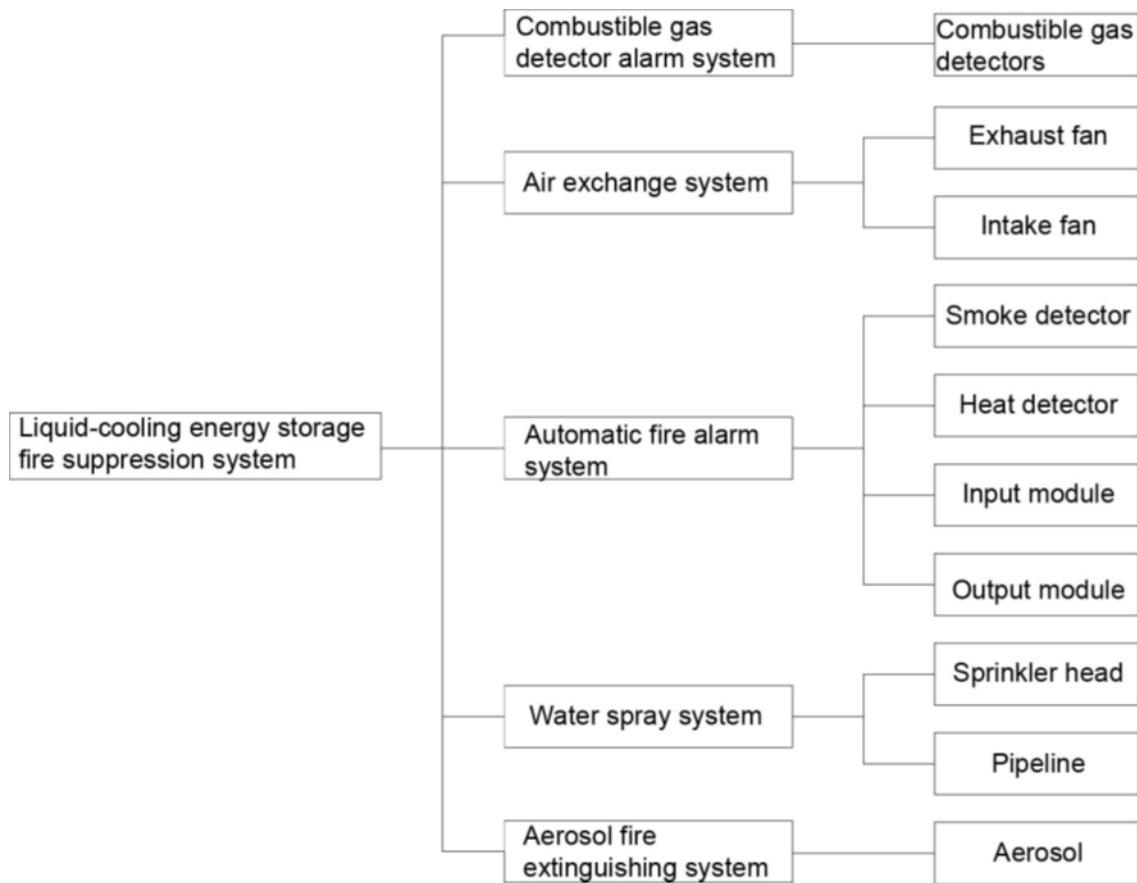 Combustible gas
detector alarm system
Combustible gas
detectors
Exhaust fan
Air exchange system
Intake fan
Smoke detector
Heat detector
Liquid-cooling energy storage
fire suppression system
Automatic fire alarm
system
Input module
Output module
Sprinkler head
Water spray system
Pipeline
Aerosol fire
extinguishing system
Aerosol